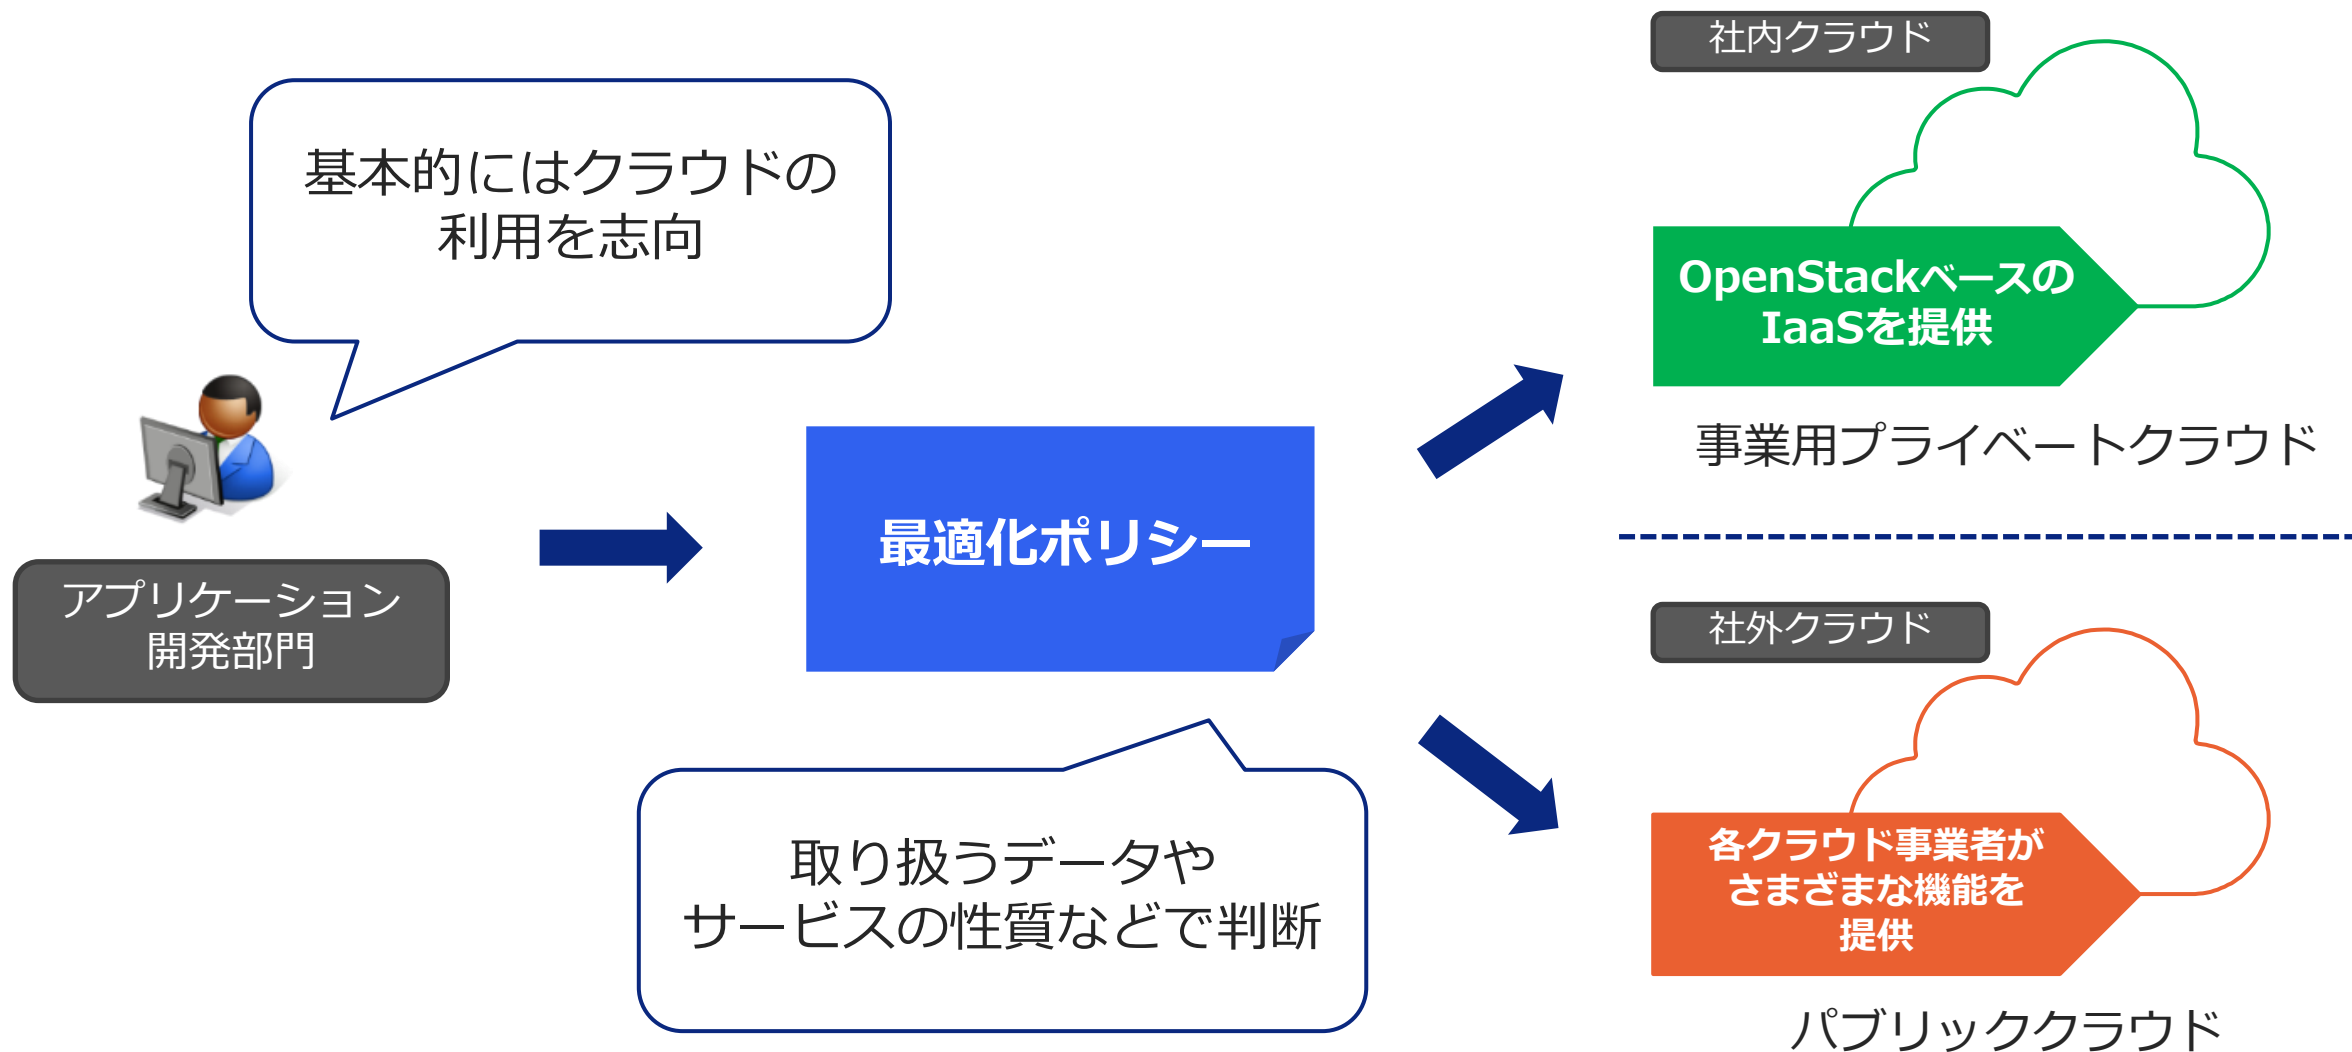 基本的にはクラウドの
利用を志向
アプリケーション
開発部門
最適化ポリシー
取り扱うデータや
サービスの性質などで判断
社内クラウド
OpenStackベースの
IaaSを提供
事業用プライベートクラウド
社外クラウド
各クラウド事業者が
さまざまな機能を
提供
パブリッククラウド